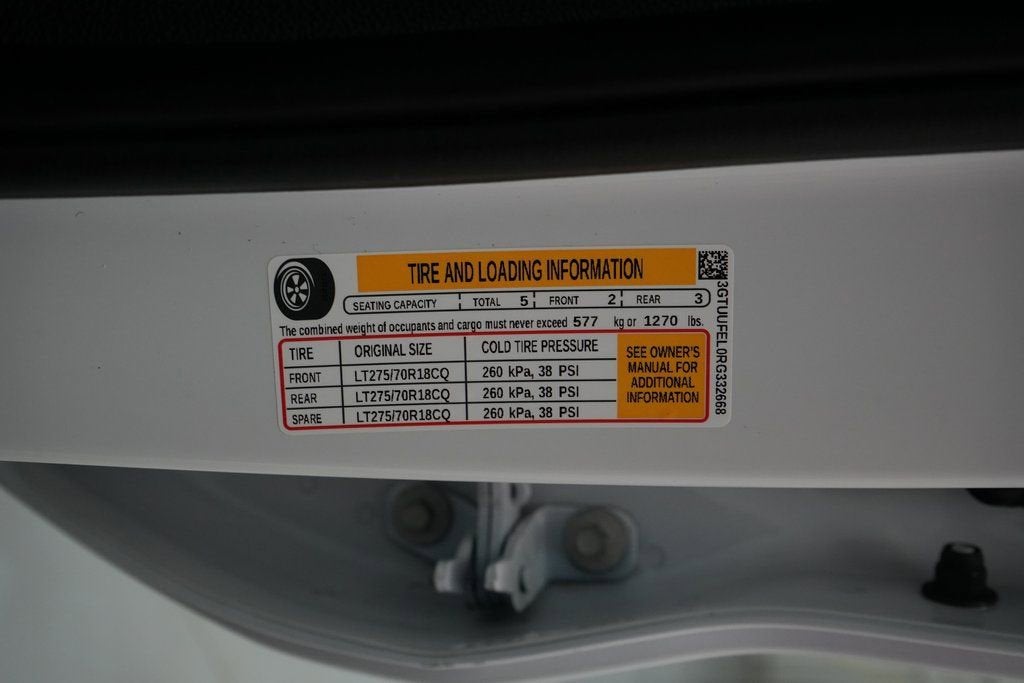 TIRE AND LOADING INFORMATION
SEATING CAPACITY TOTAL 5 FRONT 2 REAR 3
The combined weight of occupants and cargo must never exceed 577 kg or 1270 lbs.
TIRE ORIGINAL SIZE COLD TIRE PRESSURE
FRONT LT275/70R18CQ 260 kPa, 38 PSI
REAR LT275/70R18CQ 260 kPa, 38 PSI
SPARE LT275/70R18CQ 260 kPa, 38 PSI
SEE OWNER'S
MANUAL FOR
ADDITIONAL
INFORMATION
3GTUUFEL0RG332668